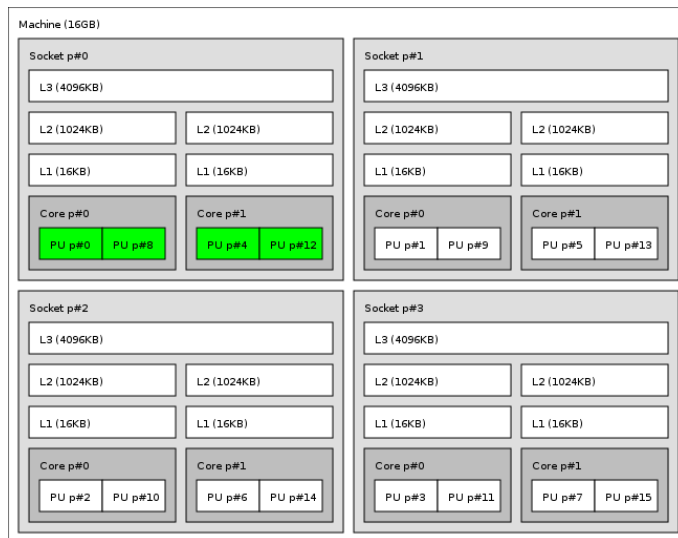 Machine (16GB)
Socket p#0
L3 (4096KB)
L2 (1024KB) L2 (1024KB)
L1 (16KB) L1 (16KB)
Core p#0 Core p#1
PU p#0 PU p#8 PU p#4 PU p#12
Socket p#1
L3 (4096KB)
L2 (1024KB) L2 (1024KB)
L1 (16KB) L1 (16KB)
Core p#0 Core p#1
PU p#1 PU p#9 PU p#5 PU p#13
Socket p#2
L3 (4096KB)
L2 (1024KB) L2 (1024KB)
L1 (16KB) L1 (16KB)
Core p#0 Core p#1
PU p#2 PU p#10 PU p#6 PU p#14
Socket p#3
L3 (4096KB)
L2 (1024KB) L2 (1024KB)
L1 (16KB) L1 (16KB)
Core p#0 Core p#1
PU p#3 PU p#11 PU p#7 PU p#15